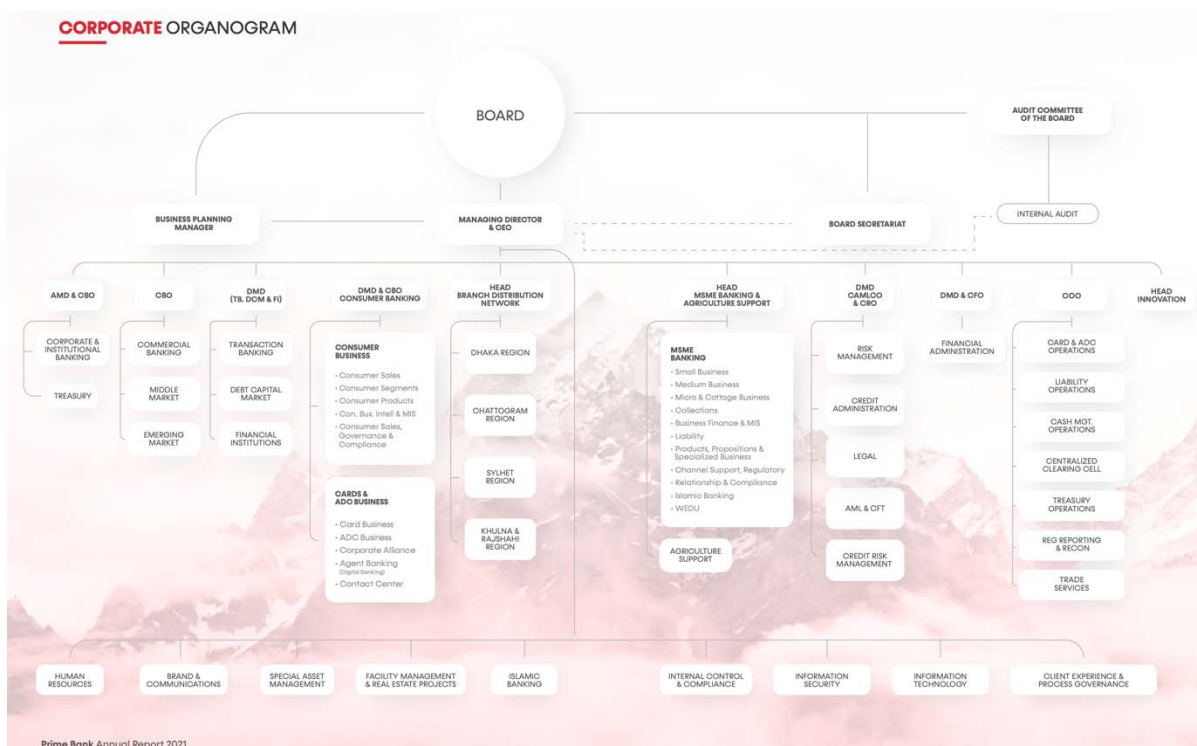 CORPORATE ORGANOGRAM
BOARD
AUDIT COMMITTEE
OF THE BOARD
BUSINESS PLANNING
MANAGER
MANAGING DIRECTOR
& CEO
BOARD SECRETARIAT
INTERNAL AUDIT
AMD & CBO
CBO
DMD
(TB. DCM & FI)
DMD & CBO
CONSUMER BANKING
HEAD
BRANCH DISTRIBUTION
NETWORK
HEAD
MSME BANKING &
AGRICULTURE SUPPORT
DMD
CAMLCO
& CRO
DMD & CFO
COO
HEAD
INNOVATION
CORPORATE &
INSTITUTIONAL
BANKING
TREASURY
COMMERCIAL
BANKING
MIDDLE
MARKET
EMERGING
MARKET
TRANSACTION
BANKING
DEBT CAPITAL
MARKET
FINANCIAL
INSTITUTIONS
CONSUMER
BUSINESS
• Consumer Sales
• Consumer Segments
• Consumer Products
• Con. Bus. Intell & MIS
• Consumer Sales,
Governance &
Compliance
CARDS &
ADC BUSINESS
• Card Business
• ADC Business
• Corporate Alliance
• Agent Banking
(Digital Banking)
• Contact Center
DHAKA REGION
CHATTOGRAM
REGION
SYLHET
REGION
KHULNA &
RAJSHAHI
REGION
MSME
BANKING
• Small Business
• Medium Business
• Micro & Cottage Business
• Collections
• Business Finance & MIS
• Liability
• Products, Propositions &
Specialized Business
• Channel Support, Regulatory
• Relationship & Compliance
• Islamic Banking
• WEDU
AGRICULTURE
SUPPORT
RISK
MANAGEMENT
CREDIT
ADMINISTRATION
LEGAL
AML & CFT
CREDIT RISK
MANAGEMENT
FINANCIAL
ADMINISTRATION
CARD & ADC
OPERATIONS
LIABILITY
OPERATIONS
CASH MGT.
OPERATIONS
CENTRALIZED
CLEARING CELL
TREASURY
OPERATIONS
REG REPORTING
& RECON
TRADE
SERVICES
HUMAN
RESOURCES
BRAND &
COMMUNICATIONS
SPECIAL ASSET
MANAGEMENT
FACILITY MANAGEMENT
& REAL ESTATE PROJECTS
ISLAMIC
BANKING
INTERNAL CONTROL
& COMPLIANCE
INFORMATION
SECURITY
INFORMATION
TECHNOLOGY
CLIENT EXPERIENCE &
PROCESS GOVERNANCE
Prime Bank Annual Report 2021